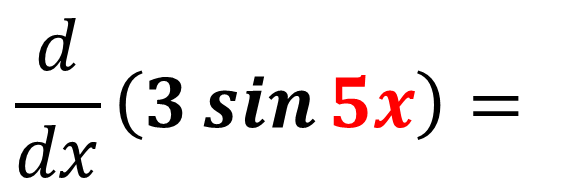 d/dx (3 sin 5x) =